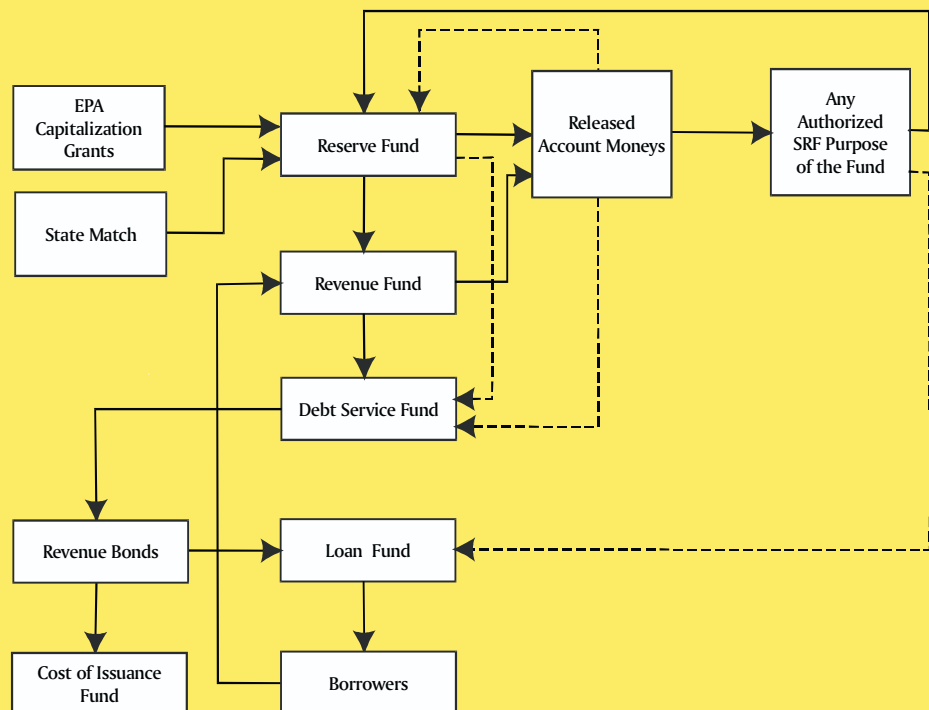 EPA
Capitalization
Grants
Reserve Fund
Released
Account Moneys
Any
Authorized
SRF Purpose
of the Fund
State Match
Revenue Fund
Debt Service Fund
Revenue Bonds
Loan Fund
Cost of Issuance
Fund
Borrowers